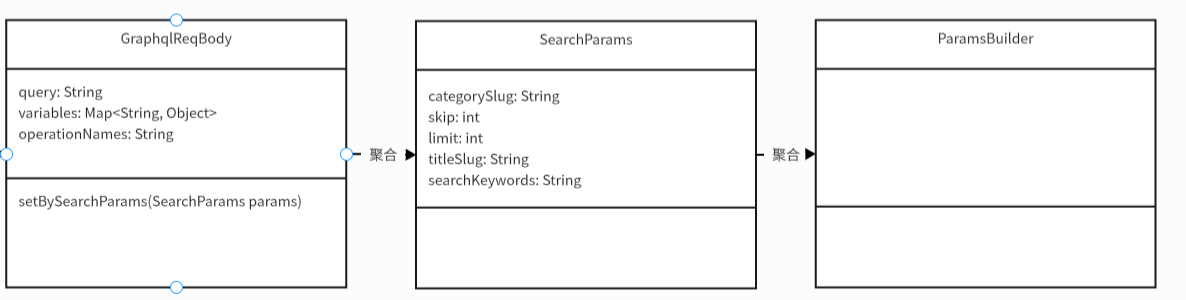 GraphqlReqBody
query: String
variables: Map<String, Object>
operationNames: String
setBySearchParams(SearchParams params)
聚合
SearchParams
categorySlug: String
skip: int
limit: int
titleSlug: String
searchKeywords: String
聚合
ParamsBuilder